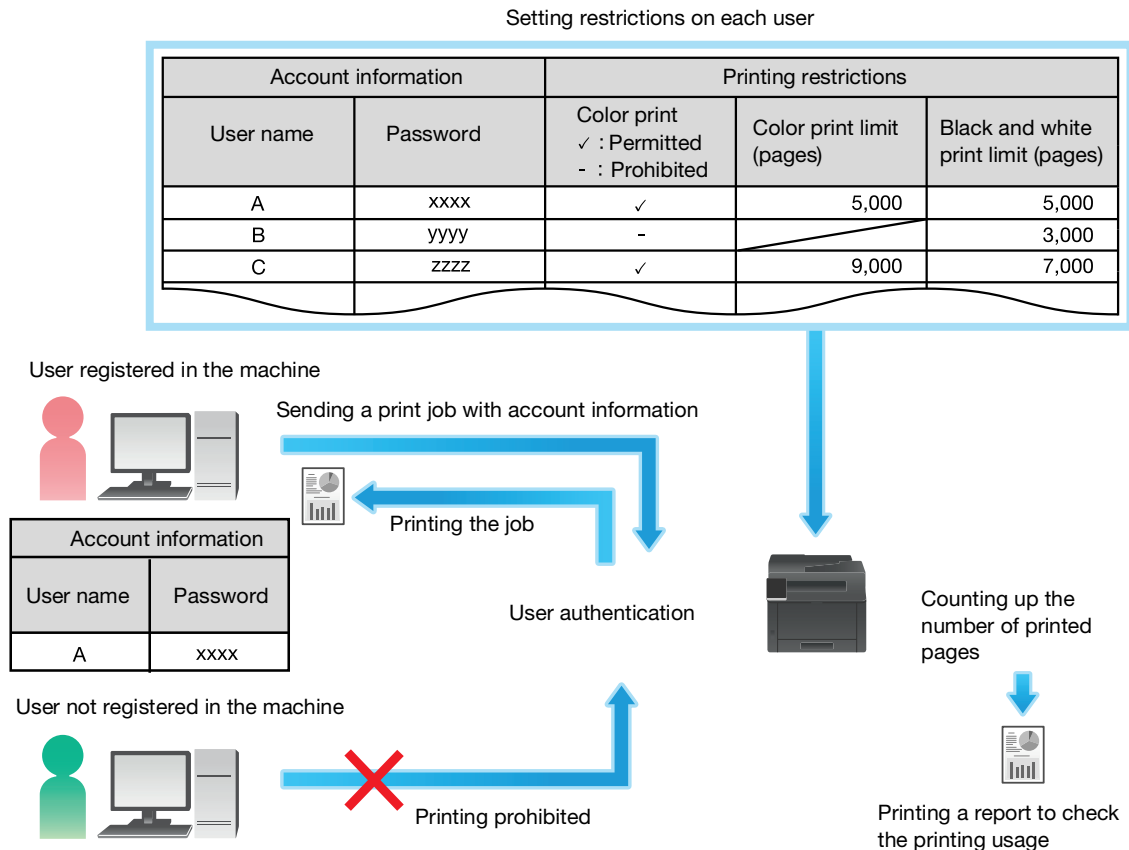 Setting restrictions on each user
Account information Printing restrictions
User name Password Color print
✓ : Permitted
- : Prohibited Color print limit
(pages) Black and white
print limit (pages)
A xxxx ✓ 5,000 5,000
B yyyy - 3,000
C zzzz ✓ 9,000 7,000
User registered in the machine
Sending a print job with account information
Printing the job
Account information
User name Password
A xxxx
User authentication
Counting up the
number of printed
pages
User not registered in the machine
Printing prohibited
Printing a report to check
the printing usage